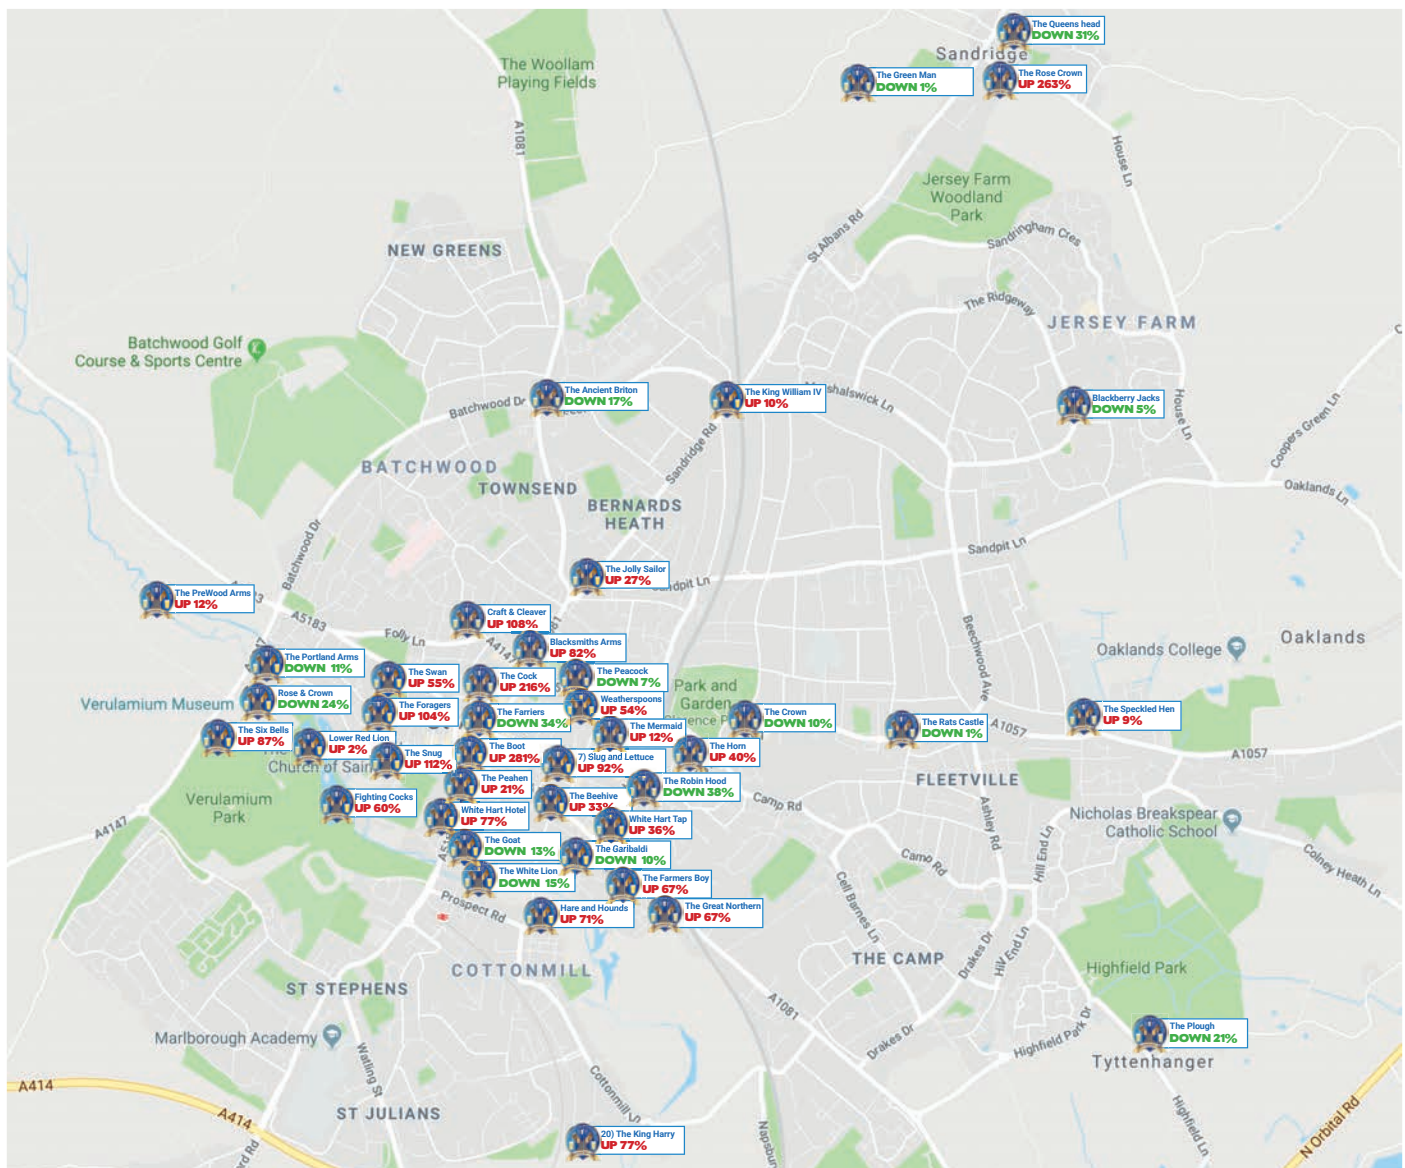 The Queens head
DOWN 31%
Sandridge
The Green Man
DOWN 1%
The Rose Crown
UP 263%
The Woollam
Playing Fields
A1081
House Ln
Jersey Farm
Woodland
Park
St Albans Rd
Sandringham Cres
NEW GREENS
The Ridgeway
JERSEY FARM
Batchwood Golf
Course & Sports Centre
The Ancient Briton
DOWN 17%
Batchwood Dr
The King William IV
UP 10%
shalswick Ln
Blackberry Jacks
DOWN 5%
House Ln
Coopers Green Ln
Sandridge Rd
BATCHWOOD
TOWNSEND
BERNARDS
HEATH
Oaklands Ln
Batchwood Dr
Sandpit Ln
The Jolly Sailor
UP 27%
dpit Ln
The PreWood Arms
UP 12%
A5183
Folly Ln
Craft & Cleaver
UP 108%
A4147
Blacksmiths Arms
UP 82%
Beechwood Ave
Oaklands College
Oaklands
The Portland Arms
DOWN 11%
The Swan
UP 55%
The Cock
UP 216%
The Peacock
DOWN 7%
Park and
Garden
Verulamium Museum
Rose & Crown
DOWN 24%
The Foragers
UP 104%
The Farriers
DOWN 34%
Weatherspoons
UP 54%
The Crown
DOWN 10%
The Rats Castle
DOWN 1%
A1057
The Speckled Hen
UP 9%
A1057
The Six Bells
UP 87%
Lower Red Lion
UP 2%
Church of Sain
The Snug
UP 112%
The Boot
UP 281%
The Mermaid
UP 12%
7) Slug and Lettuce
UP 92%
The Horn
UP 40%
FLEETVILLE
Verulamium
Park
Fighting Cocks
UP 60%
The Peahen
UP 21%
The Beehive
UP 33%
The Robin Hood
DOWN 38%
Camp Rd
Ashley Rd
Nicholas Breakspear
Catholic School
A4147
White Hart Hotel
UP 77%
White Hart Tap
UP 36%
Hill End Ln
The Goat
DOWN 13%
The Garibaldi
DOWN 10%
Camp Rd
Colney Heath Ln
The White Lion
DOWN 15%
The Farmers Boy
UP 67%
Cell Barnes Ln
Prospect Rd
Hare and Hounds
UP 71%
The Great Northern
UP 67%
COTTONMILL
THE CAMP
Drakes Dr
Hill End Ln
Highfield Park
ST STEPHENS
A1081
Marlborough Academy
Drakes Dr
Highfield Park Dr
The Plough
DOWN 21%
Tyttenhanger
Watling St
A414
A414
ST JULIANS
Cottonmill Ln
20) The King Harry
UP 77%
Napsbur
Highfield Ln
N Orbital Rd
ord Rd